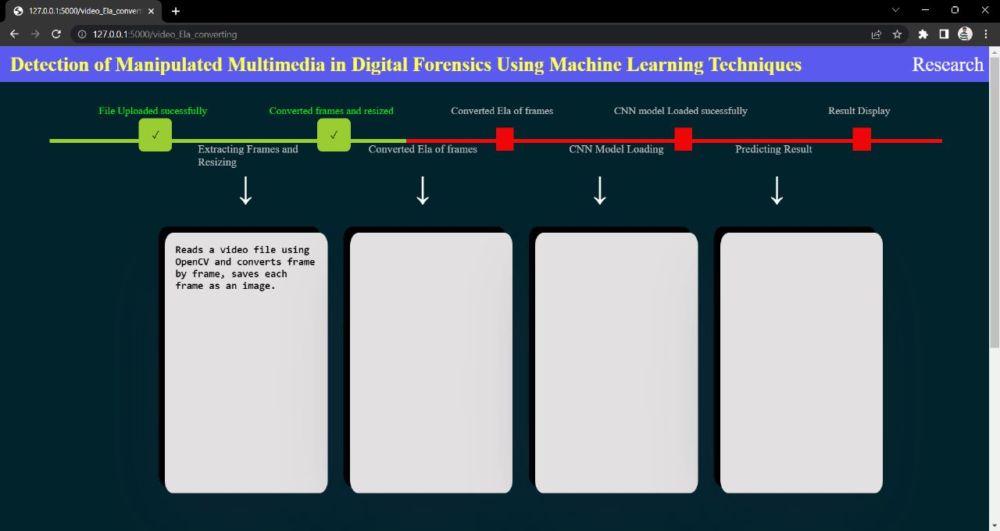 127.0.0.1:5000/video_Ela_convert
127.0.0.1:5000/video_Ela_converting
Detection of Manipulated Multimedia in Digital Forensics Using Machine Learning Techniques
Research
File Uploaded sucessfully
Converted frames and resized
Converted Ela of frames
CNN model Loaded sucessfully
Result Display
Extracting Frames and
Resizing
Converted Ela of frames
CNN Model Loading
Predicting Result
Reads a video file using
OpenCV and converts frame
by frame, saves each
frame as an image.